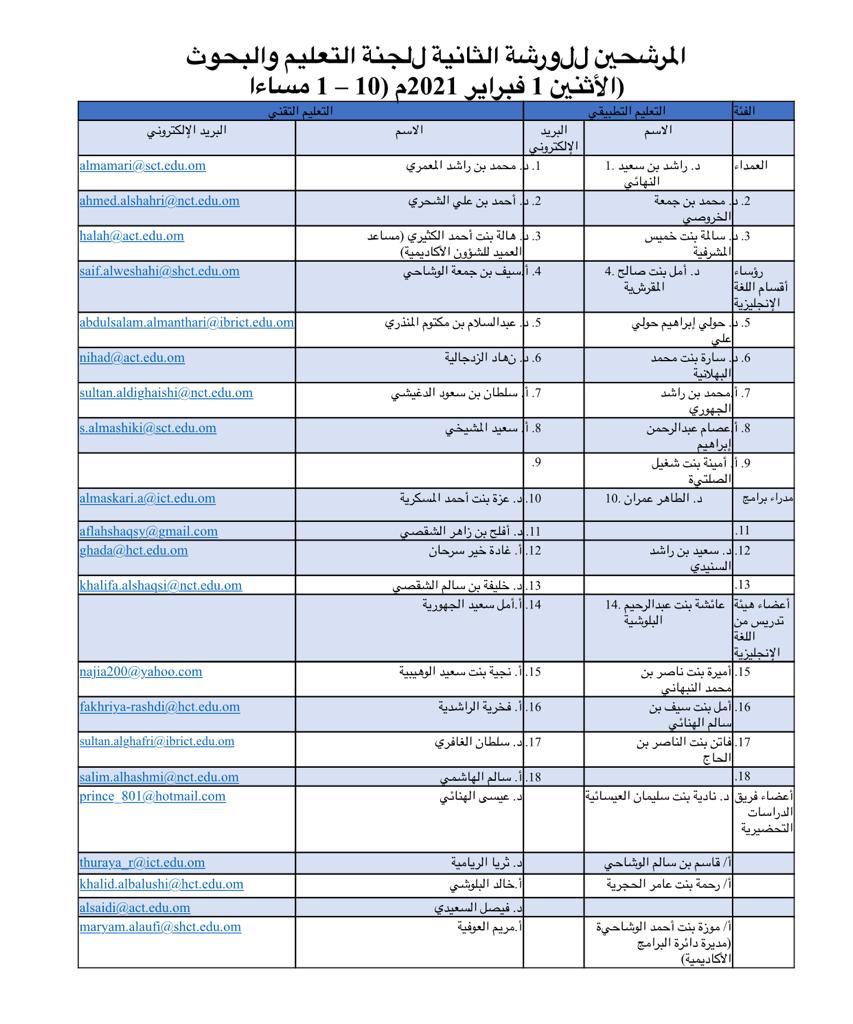 المرشحين للورشة الثانية للجنة التعليم والبحوث
(الأثنين 1 فبراير 2021م (10 – 1 مساءا
الفئة التعليم التطبيقي التعليم التقني
الاسم البريد الإلكتروني الاسم البريد الإلكتروني
العمداء 1. د. راشد بن سعيد النهائي 1. د. محمد بن راشد المعمري almamari@sct.edu.om
2. د. محمد بن جمعة الخروصي 2. د. أحمد بن علي الشحري ahmed.alshahri@nct.edu.om
3. د. سالمة بنت خميس المشرفية 3. د. هالة بنت أحمد الكثيري (مساعد العميد للشؤون الأكاديمية) halah@act.edu.om
رؤساء أقسام اللغة الإنجليزية 4. د. أمل بنت صالح المقرشية 4. أ. سيف بن جمعة الوشاحي saif.alweshahi@shct.edu.om
5. د. حولي إبراهيم حولي علي 5. د. عبدالسلام بن مكتوم المنذري abdulsalam.almanthari@ibrict.edu.om
6. د. سارة بنت محمد البهلانية 6. د. نهاد الزدجالية nihad@act.edu.om
7. أ. محمد بن راشد الجهوري 7. أ. سلطان بن سعود الدغيشي sultan.aldighaishi@nct.edu.om
8. أ. عصام عبدالرحمن إبراهيم 8. أ. سعيد المشيخي s.almashiki@sct.edu.om
9. أ. أمينة بنت شغيل الصلتية 9.
مدراء برامج 10. د. الطاهر عمران 10. د. عزة بنت أحمد المسكرية almaskari.a@ict.edu.om
11. 11. د. أفلح بن زاهر الشقصي aflahshaqsy@gmail.com
12. د. سعيد بن راشد السنيدي 12. أ. غادة خير سرحان ghada@hct.edu.om
13. 13. د. خليفة بن سالم الشقصي khalifa.alshaqsi@nct.edu.om
أعضاء هيئة تدريس من اللغة الإنجليزية 14. عائشة بنت عبدالرحيم البلوشية 14. أ.أمل سعيد الجهورية
15. أميرة بنت ناصر بن محمد النبهاني 15. أ. نجية بنت سعيد الوهيبية najia200@yahoo.com
16. أمل بنت سيف بن سالم الهنائي 16. أ. فخرية الراشدية fakhriya-rashdi@hct.edu.om
17. فاتن بنت الناصر بن الحاج 17. د. سلطان الغافري sultan.alghafri@ibrict.edu.om
18. 18. أ. سالم الهاشمي salim.alhashmi@nct.edu.om
أعضاء فريق الدراسات التحضيرية د. نادية بنت سليمان العيسائية د. عيسى الهنائي prince_801@hotmail.com
أ/ قاسم بن سالم الوشاحي د. ثريا الريامية thuraya_r@ict.edu.om
أ/ رحمة بنت عامر الحجرية أ.خالد البلوشي khalid.albalushi@hct.edu.om
د. فيصل السعيدي alsaidi@act.edu.om
أ/ موزة بنت أحمد الوشاحية (مديرة دائرة البرامج الأكاديمية) أ.مريم العوفية maryam.alaufi@shct.edu.om